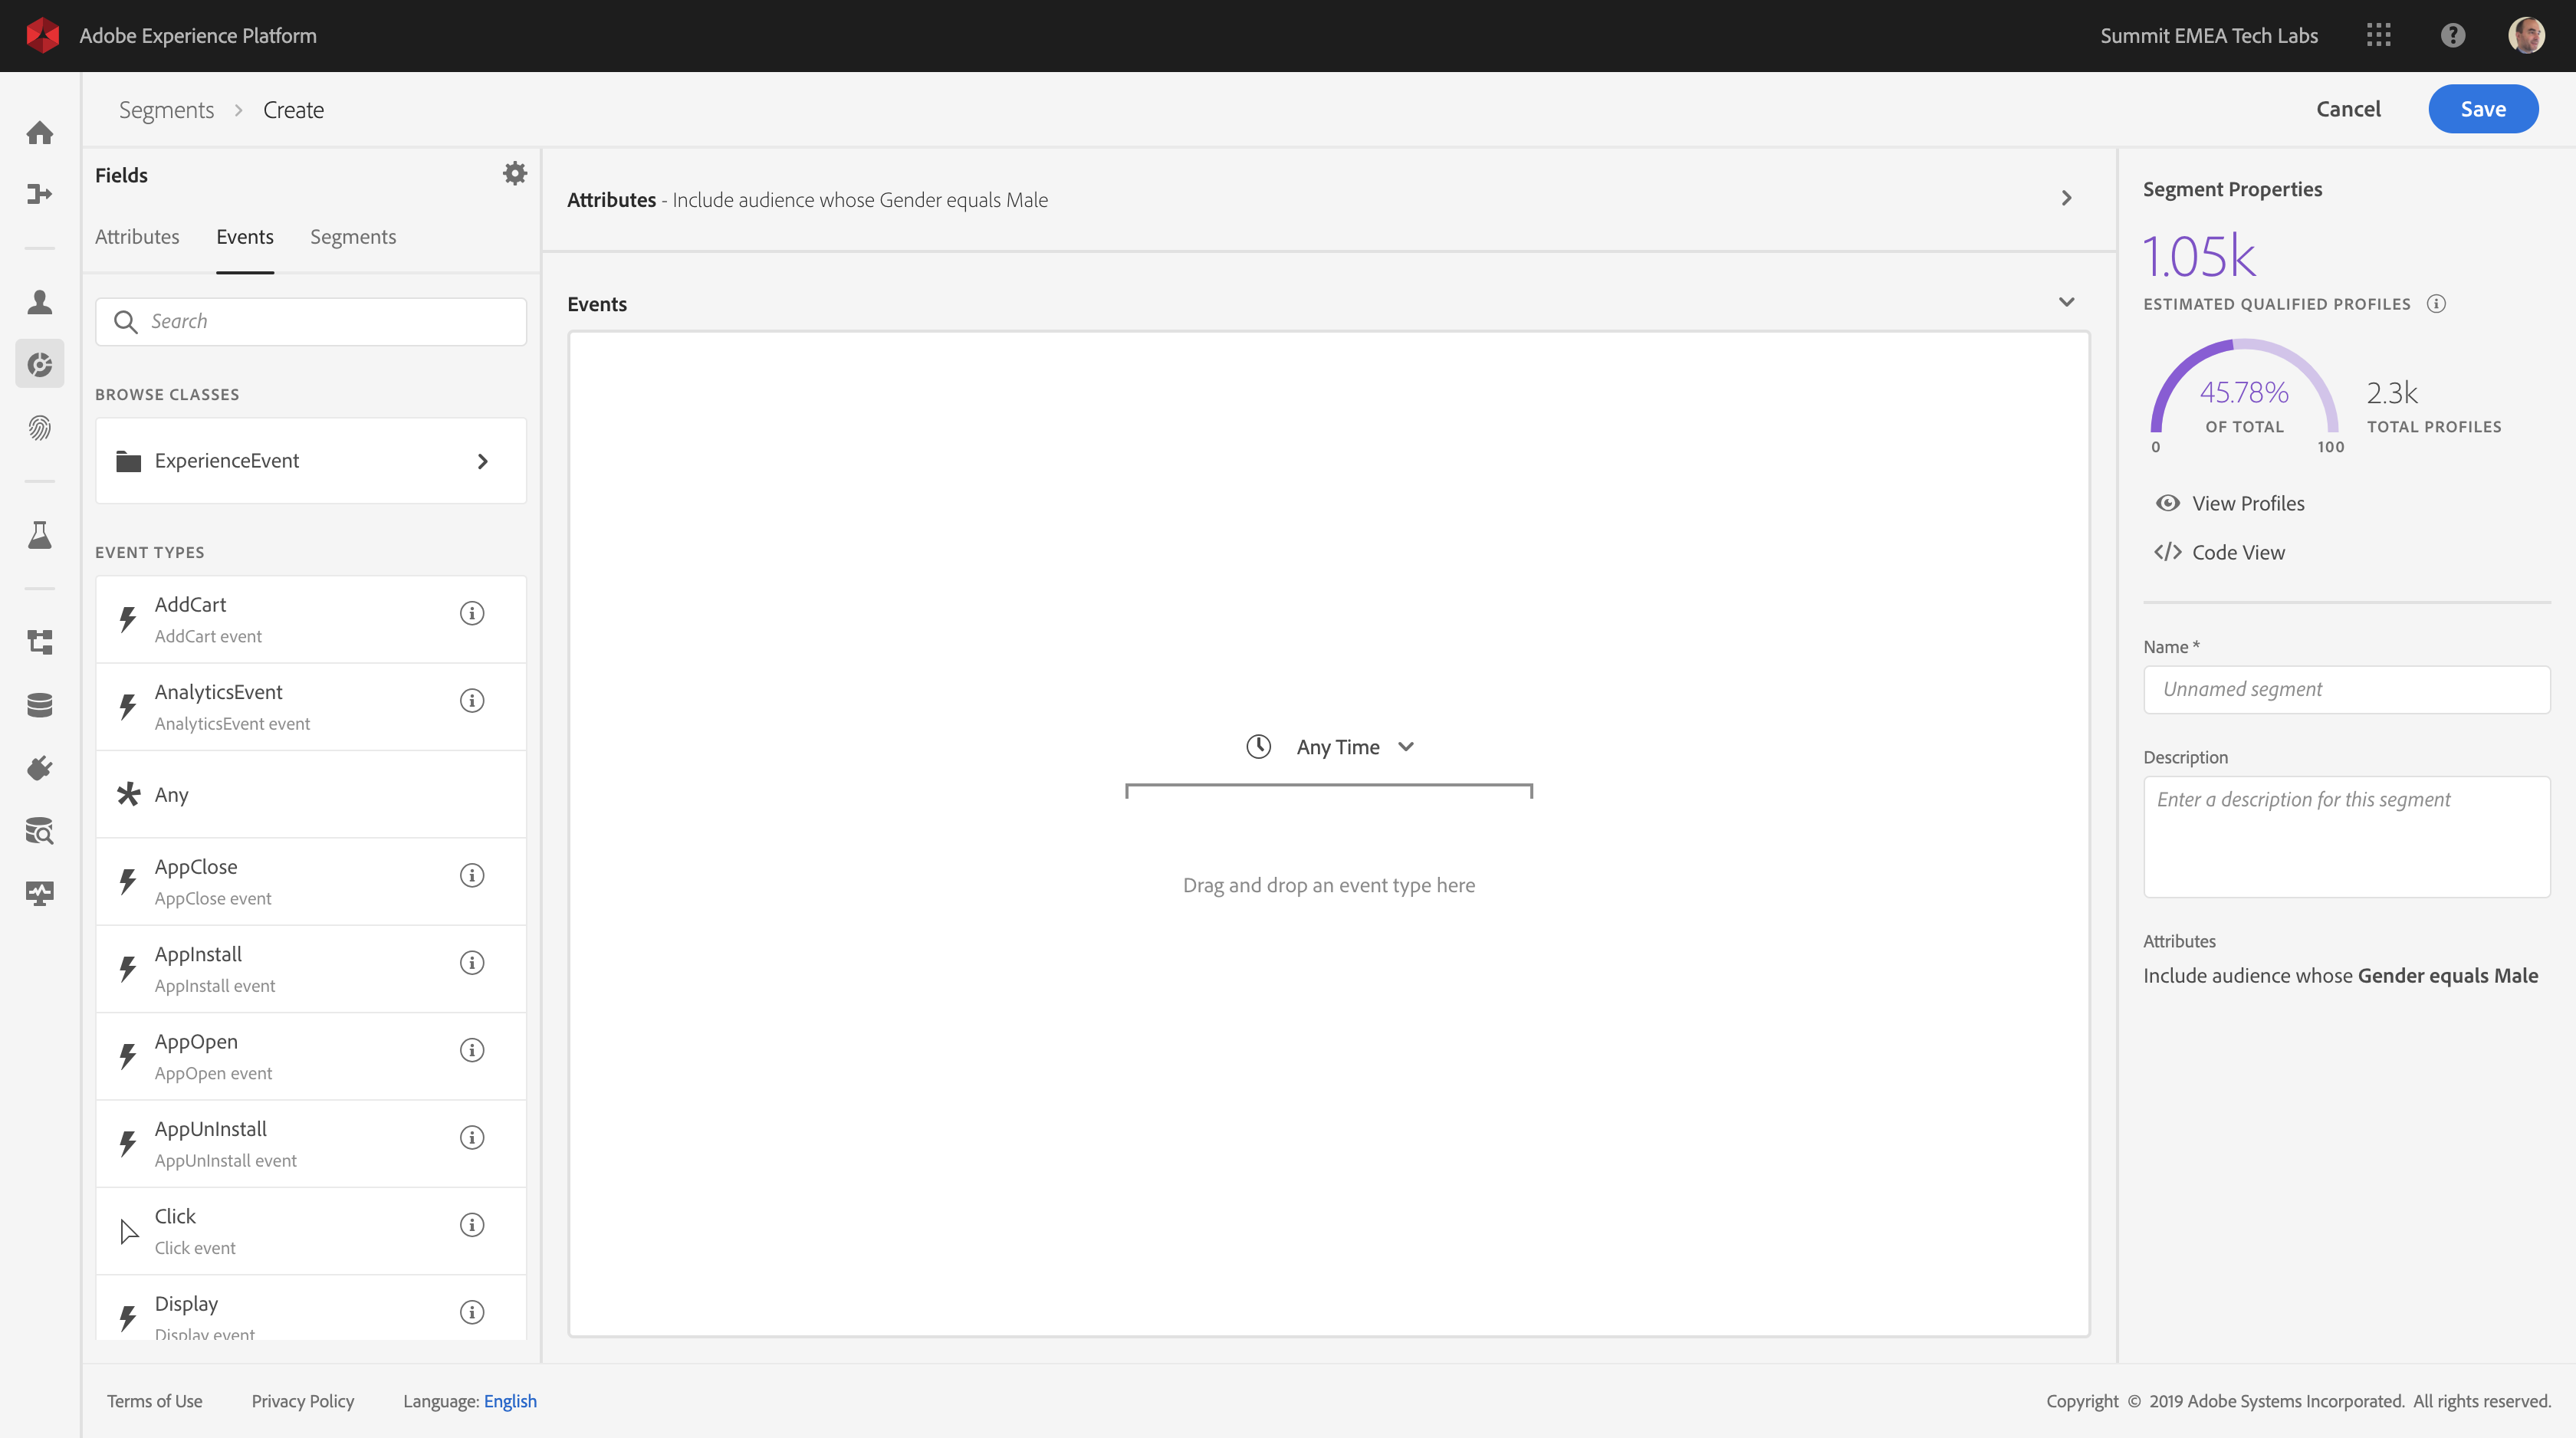 Adobe Experience Platform
Summit EMEA Tech Labs
Segments > Create
Cancel
Save
Fields
Attributes
Events
Segments
Search
BROWSE CLASSES
ExperienceEvent
EVENT TYPES
AddCart
AddCart event
AnalyticsEvent
AnalyticsEvent event
Any
AppClose
AppClose event
AppInstall
AppInstall event
AppOpen
AppOpen event
AppUnInstall
AppUnInstall event
Click
Click event
Display
Display event
Attributes - Include audience whose Gender equals Male
Events
Any Time
Drag and drop an event type here
Segment Properties
1.05k
ESTIMATED QUALIFIED PROFILES
45.78%
OF TOTAL
0
100
2.3k
TOTAL PROFILES
View Profiles
</> Code View
Name *
Unnamed segment
Description
Enter a description for this segment
Attributes
Include audience whose Gender equals Male
Terms of Use
Privacy Policy
Language: English
Copyright © 2019 Adobe Systems Incorporated. All rights reserved.